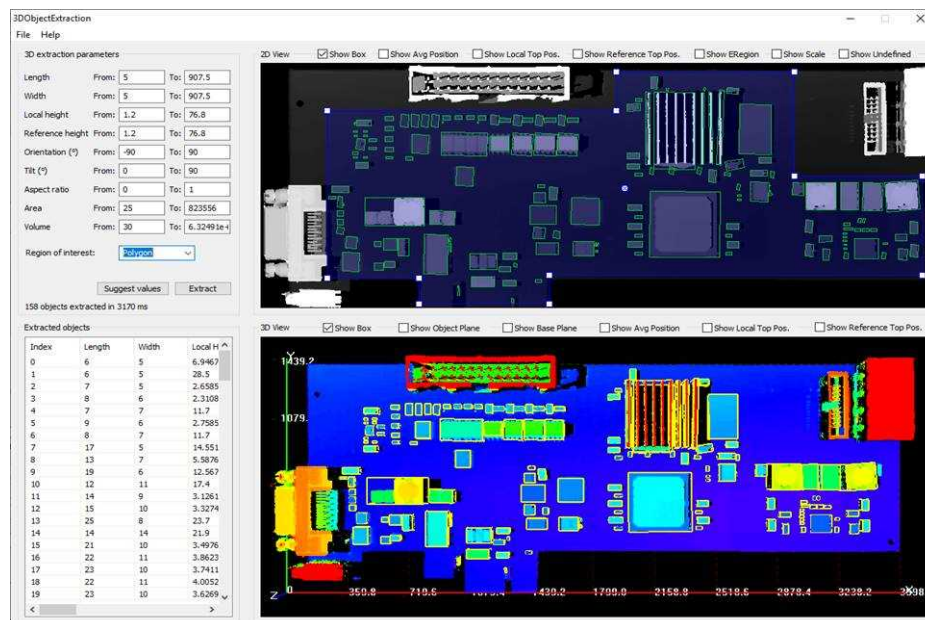 3DObjectExtraction
File Help
3D extraction parameters
Length From: 5 To: 907.5
Width From: 5 To: 907.5
Local height From: 1.2 To: 76.8
Reference height From: 1.2 To: 76.8
Orientation (º) From: -90 To: 90
Tilt (º) From: 0 To: 90
Aspect ratio From: 0 To: 1
Area From: 25 To: 823556
Volume From: 30 To: 6.32491e+
Region of interest: Polygon
Suggest values Extract
158 objects extracted in 3170 ms
2D View Show Box Show Avg Position Show Local Top Pos. Show Reference Top Pos. Show ERegion Show Scale Show Undefined
Extracted objects
Index Length Width Local H
0 6 5 6.9467
1 6 5 28.5
2 7 5 2.6585
3 8 6 2.3108
4 7 7 11.7
5 9 6 2.7585
6 8 7 11.7
7 17 5 14.551
8 13 7 5.5876
9 19 6 12.567
10 12 11 17.4
11 14 9 3.1261
12 15 10 3.3274
13 25 8 23.7
14 14 14 21.9
15 21 10 3.4976
16 22 11 3.8623
17 23 10 3.7411
18 22 11 4.0052
19 23 10 3.6269
3D View Show Box Show Object Plane Show Base Plane Show Avg Position Show Local Top Pos. Show Reference Top Pos.
Y
1439.2
1079.
Z 0 359.8 719.6 1439.2 1799.0 2158.8 2878.4 3238.2